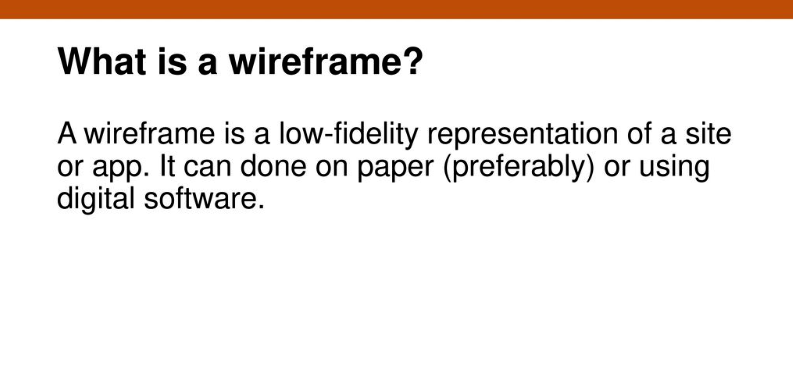 What is a wireframe?
A wireframe is a low-fidelity representation of a site
or app. It can done on paper (preferably) or using
digital software.